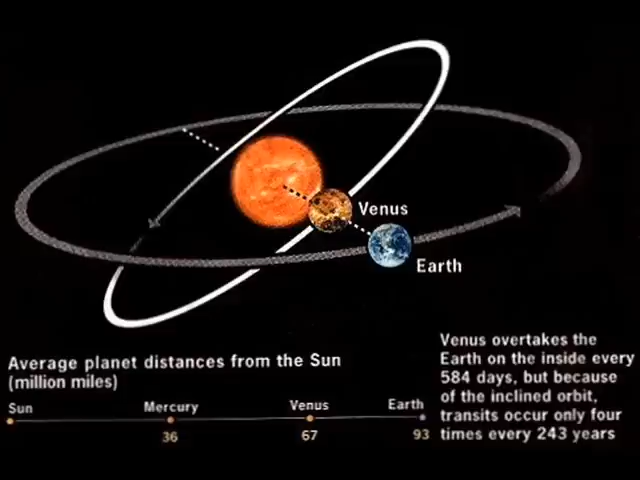 Venus
Earth
Average planet distances from the Sun
(million miles)
Sun Mercury Venus Earth
36 67 93
Venus overtakes the
Earth on the inside every
584 days, but because
of the inclined orbit,
transits occur only four
times every 243 years